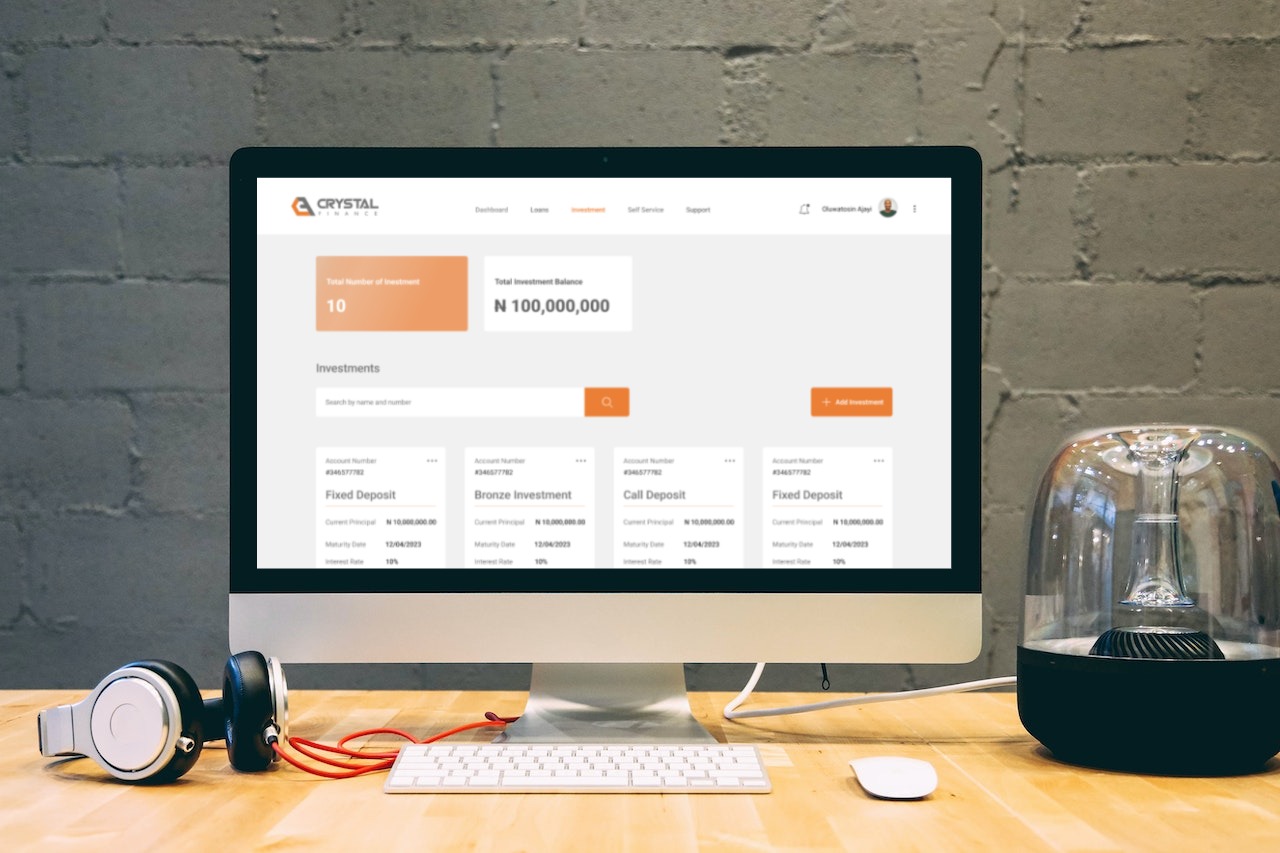 CRYSTAL
FINANCE
Dashboard Loans Investment Self Service Support
Oluwatosin Ajayi
Total Number of Inestment
10
Total Investment Balance
₦ 100,000,000
Investments
Search by name and number
Add Investment
Account Number
#346577782
Fixed Deposit
Current Principal ₦ 10,000,000.00
Maturity Date 12/04/2023
Interest Rate 10%
Account Number
#346577782
Bronze Investment
Current Principal ₦ 10,000,000.00
Maturity Date 12/04/2023
Interest Rate 10%
Account Number
#346577782
Call Deposit
Current Principal ₦ 10,000,000.00
Maturity Date 12/04/2023
Interest Rate 10%
Account Number
#346577782
Fixed Deposit
Current Principal ₦ 10,000,000.00
Maturity Date 12/04/2023
Interest Rate 10%